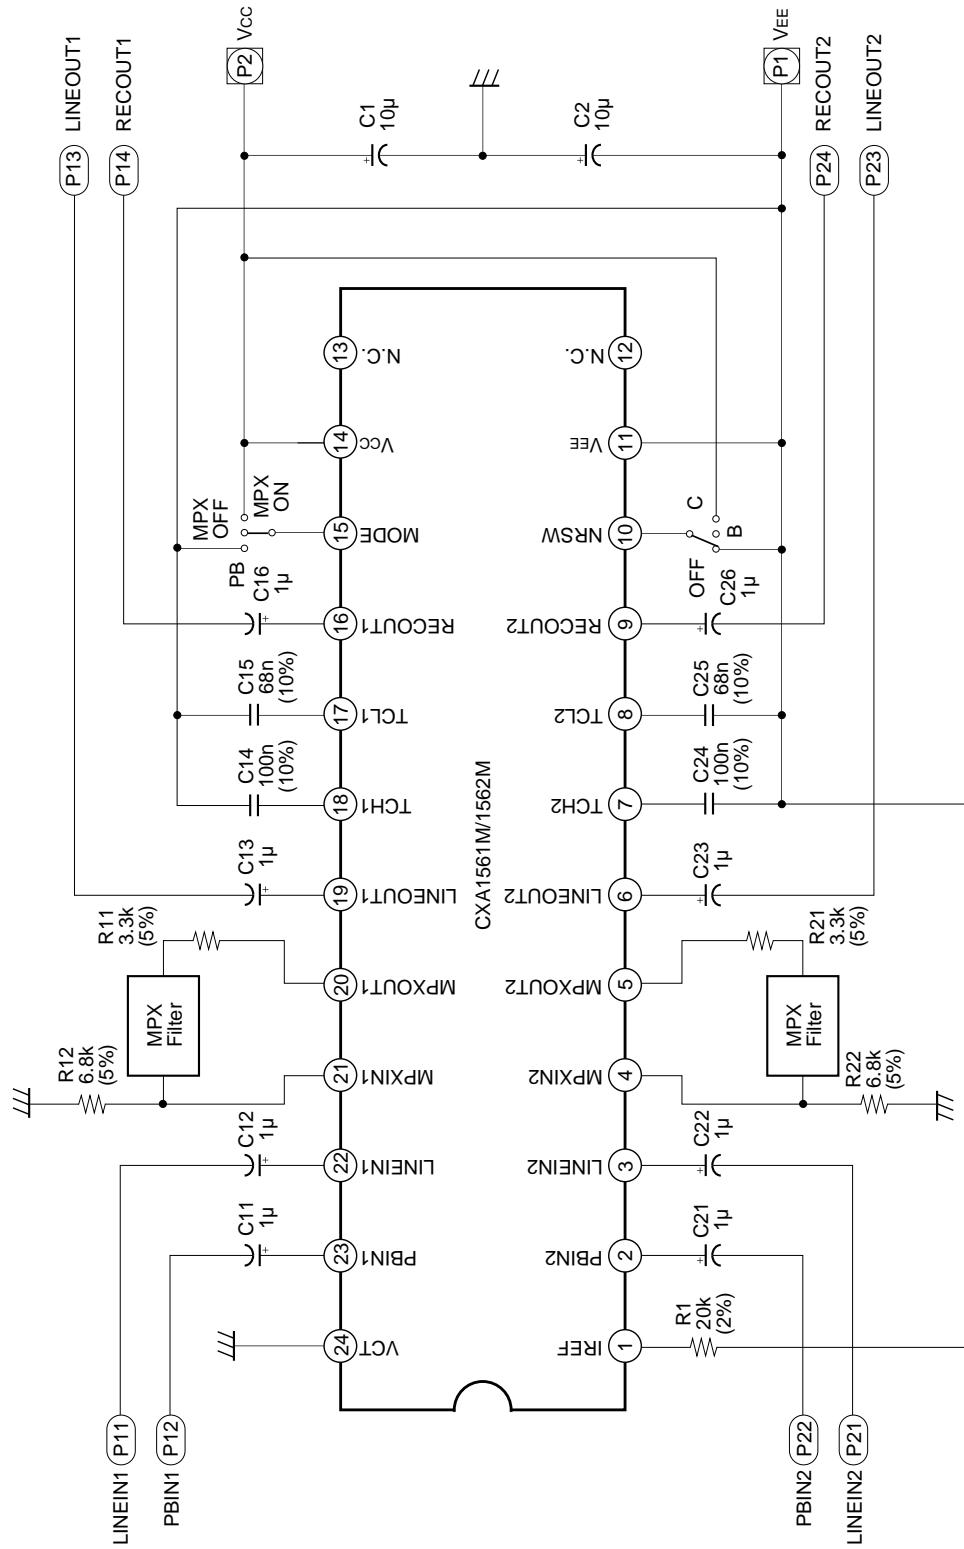 P13 LINEOUT1
P14 RECOUT1
P2 VCC
P1 VEE
P24 RECOUT2
P23 LINEOUT2
C1
10µ
C2
10µ
13
N.C.
14
VCC
15
MODE
16
RECOUT1
17
TCL1
18
TCH1
19
LINEOUT1
20
MPXOUT1
21
MPXIN1
22
LINEIN1
23
PBIN1
24
VCT
12
N.C.
11
VEE
10
NRSW
9
RECOUT2
8
TCL2
7
TCH2
6
LINEOUT2
5
MPXOUT2
4
MPXIN2
3
LINEIN2
2
PBIN2
1
IREF
CXA1561M/1562M
MPX
OFF
MPX
ON
PB
C16
1µ
C15
68n
(10%)
C14
100n
(10%)
C13
1µ
R11
3.3k
(5%)
MPX
Filter
R12
6.8k
(5%)
C12
1µ
C11
1µ
C
B
OFF
C26
1µ
C25
68n
(10%)
C24
100n
(10%)
C23
1µ
R21
3.3k
(5%)
MPX
Filter
R22
6.8k
(5%)
C22
1µ
C21
1µ
R1
20k
(2%)
LINEIN1 P11
PBIN1 P12
PBIN2 P22
LINEIN2 P21